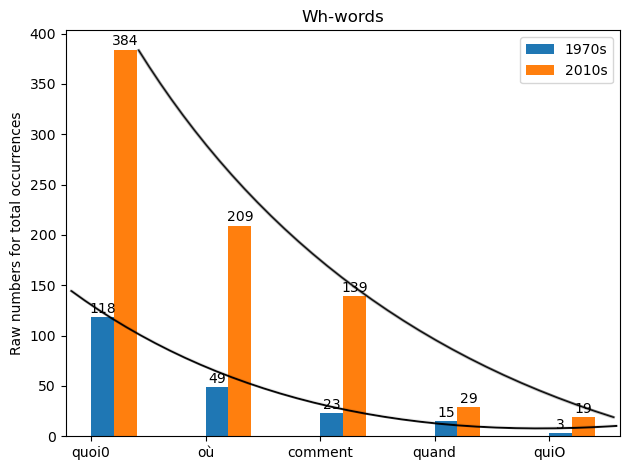 Wh-words
Raw numbers for total occurrences
400
350
300
250
200
150
100
50
0
1970s
2010s
384
118
209
49
139
23
29
15
19
3
quoi0
où
comment
quand
quiO